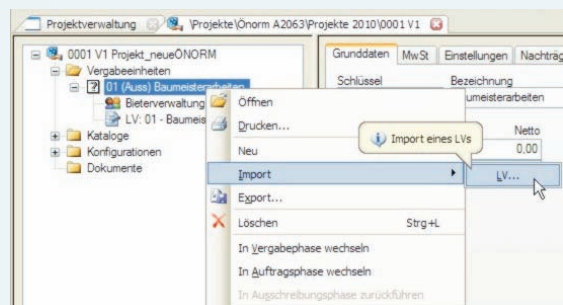 Projektverwaltung \Projekte\Önorm A2063\Projekte 2010\0001 V1
0001 V1 Projekt_neueÖNORM
Vergabeeinheiten
01 (Auss) Baumeisterarbeiten
Bieterverwaltung
LV: 01 - Baumeis
Kataloge
Konfigurationen
Dokumente
Grunddaten MwSt Einstellungen Nachträg
Schlüssel Bezeichnung
umeisterarbeiten
Netto
0,00
Öffnen
Drucken...
Neu
Import
Export...
Löschen Strg+L
In Vergabephase wechseln
In Auftragsphase wechseln
In Ausschreibungsphase zurückführen
Import eines LVs
LV...